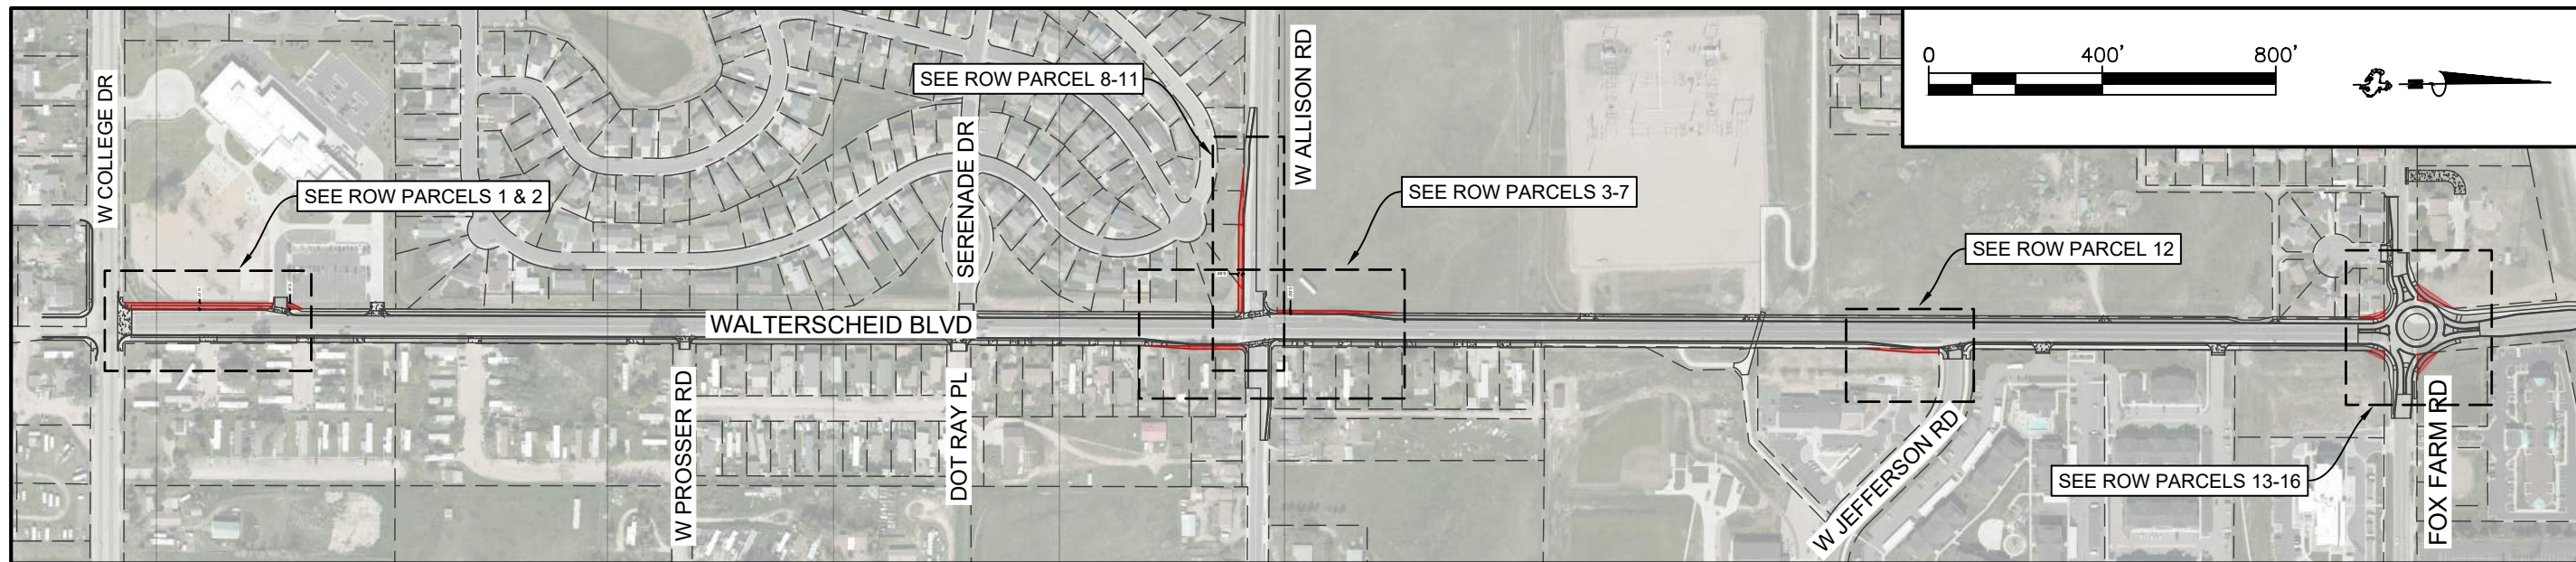 0 400' 800'
W COLLEGE DR
SEE ROW PARCELS 1 & 2
SEE ROW PARCEL 8-11
SERENADE DR
W ALLISON RD
SEE ROW PARCELS 3-7
SEE ROW PARCEL 12
WALTERSCHEID BLVD
W PROSSER RD
DOT RAY PL
W JEFFERSON RD
SEE ROW PARCELS 13-16
FOX FARM RD